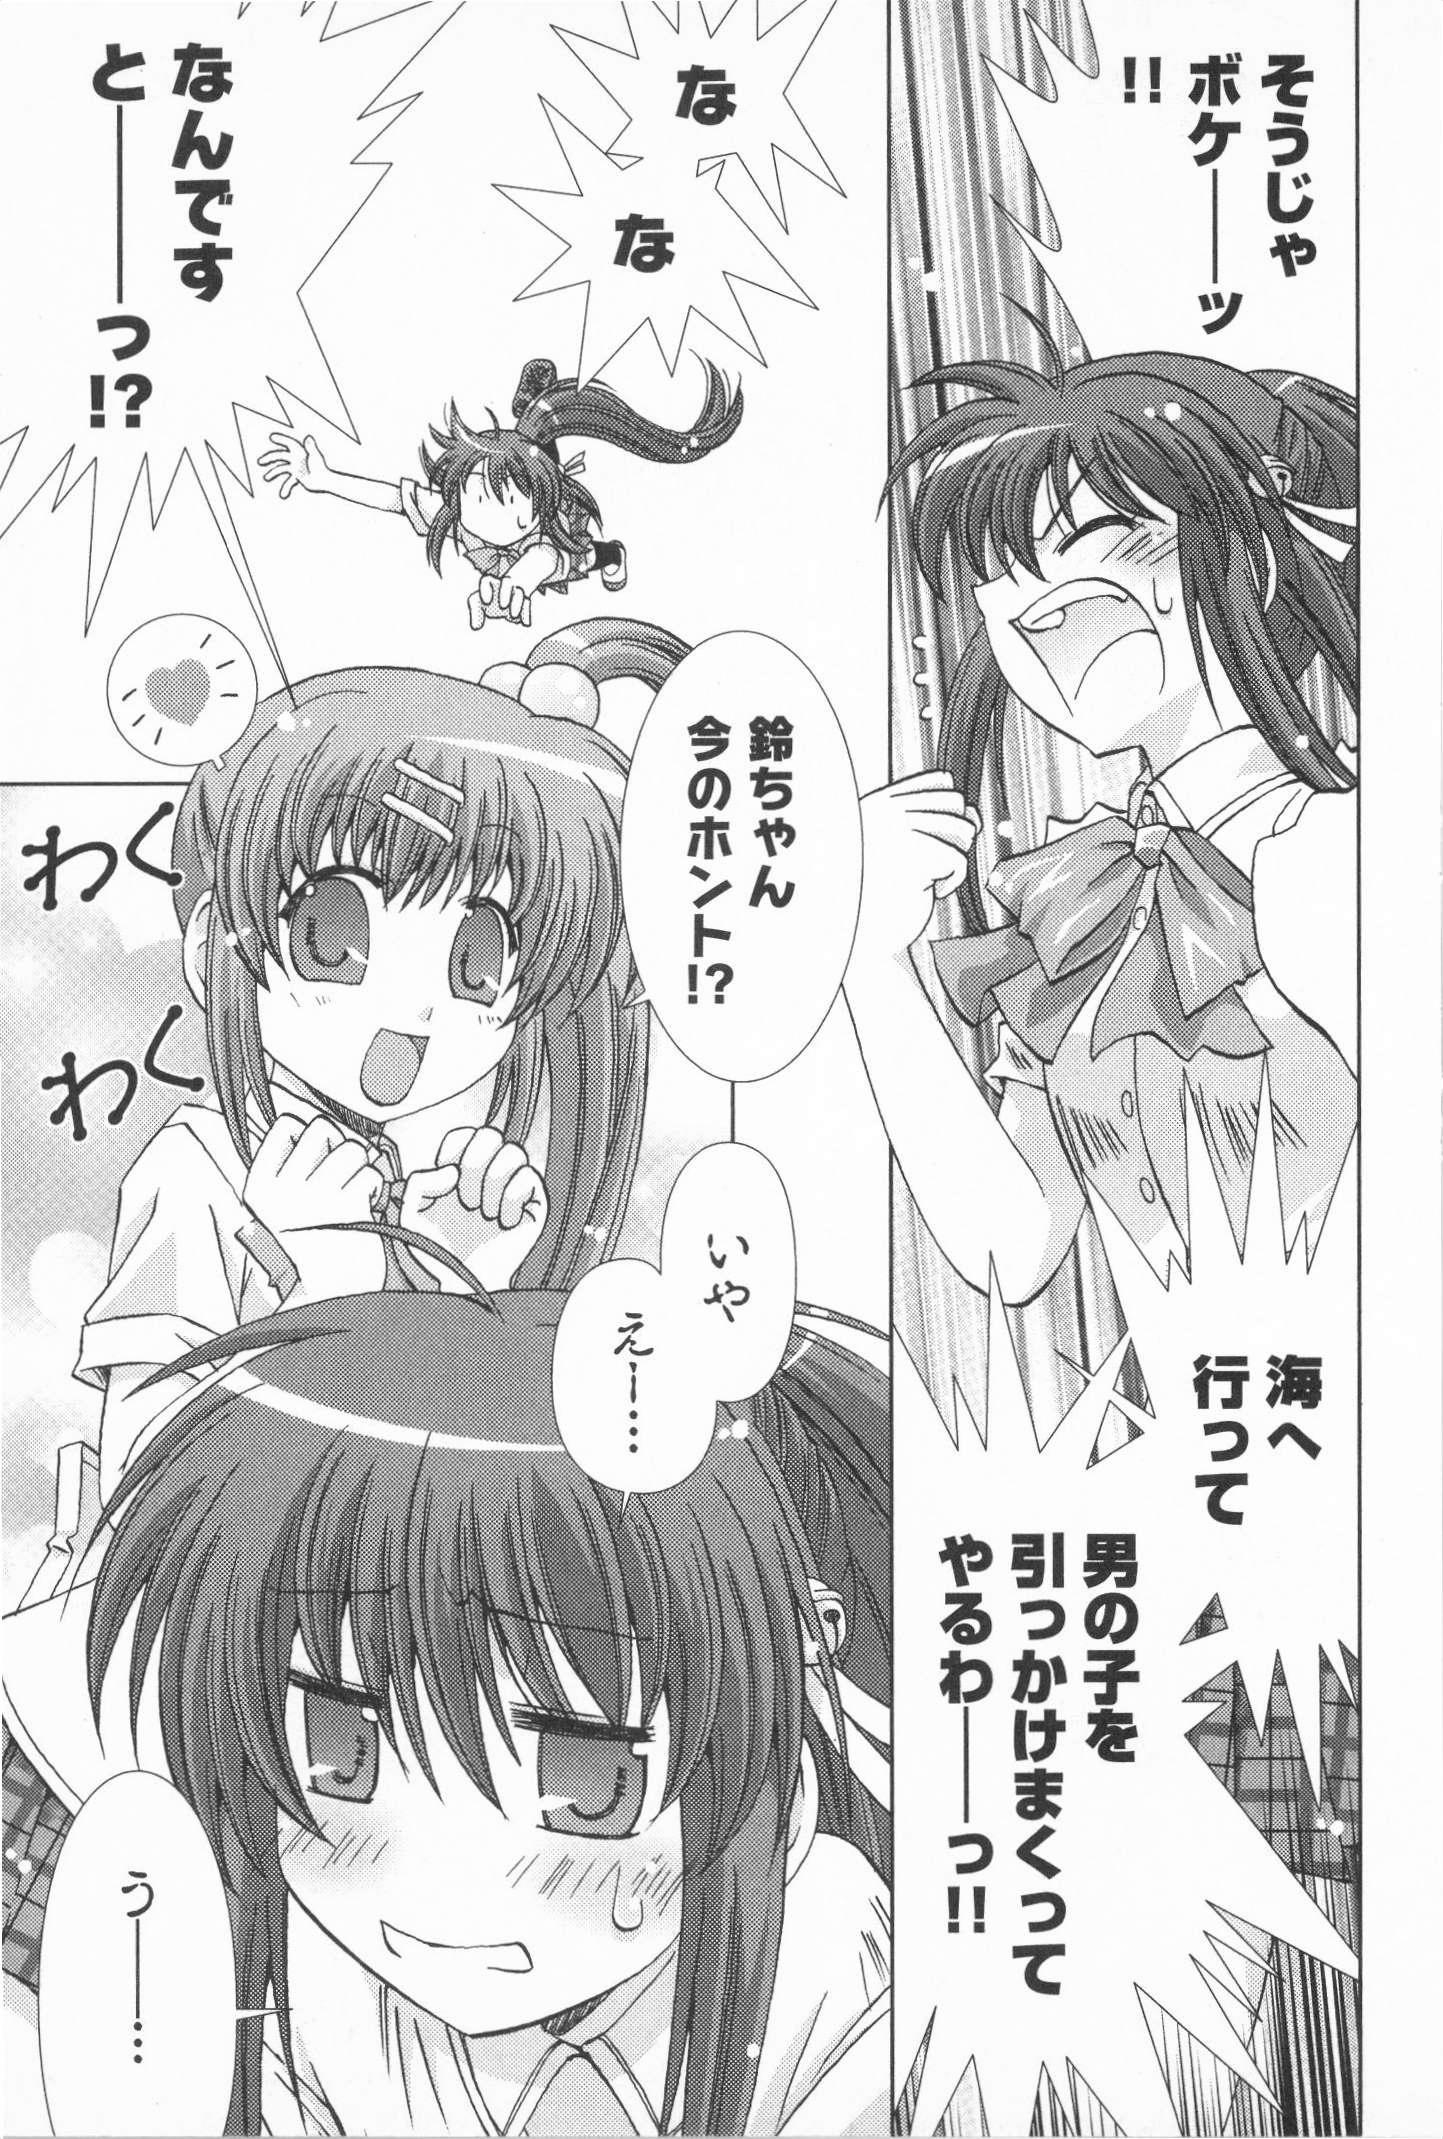 そうじゃ
ボケーーッ
!!
海へ
行って
男の子を
引っかけまくって
やるわーーっ!!
な
な
なんです
とーーーっ!?
鈴ちゃん
今のホント!?
わく
わく
いや
えー…
うーー…